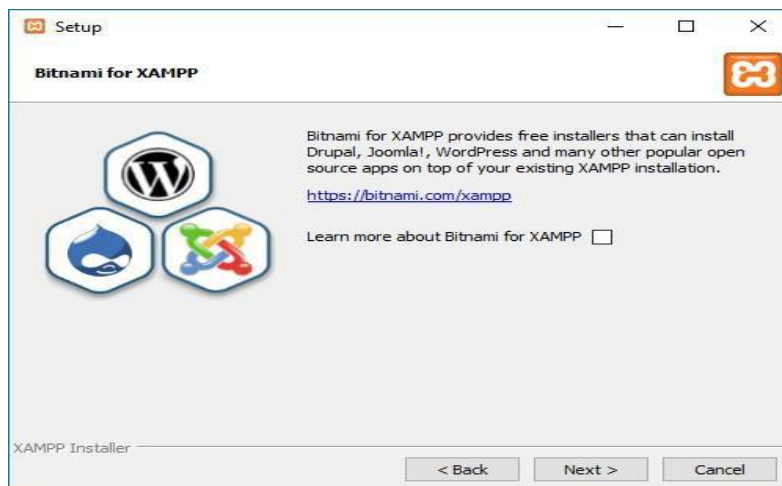 Setup
Bitnami for XAMPP
Bitnami for XAMPP provides free installers that can install
Drupal, Joomla!, WordPress and many other popular open
source apps on top of your existing XAMPP installation.
https://bitnami.com/xampp
Learn more about Bitnami for XAMPP
XAMPP Installer
< Back
Next >
Cancel